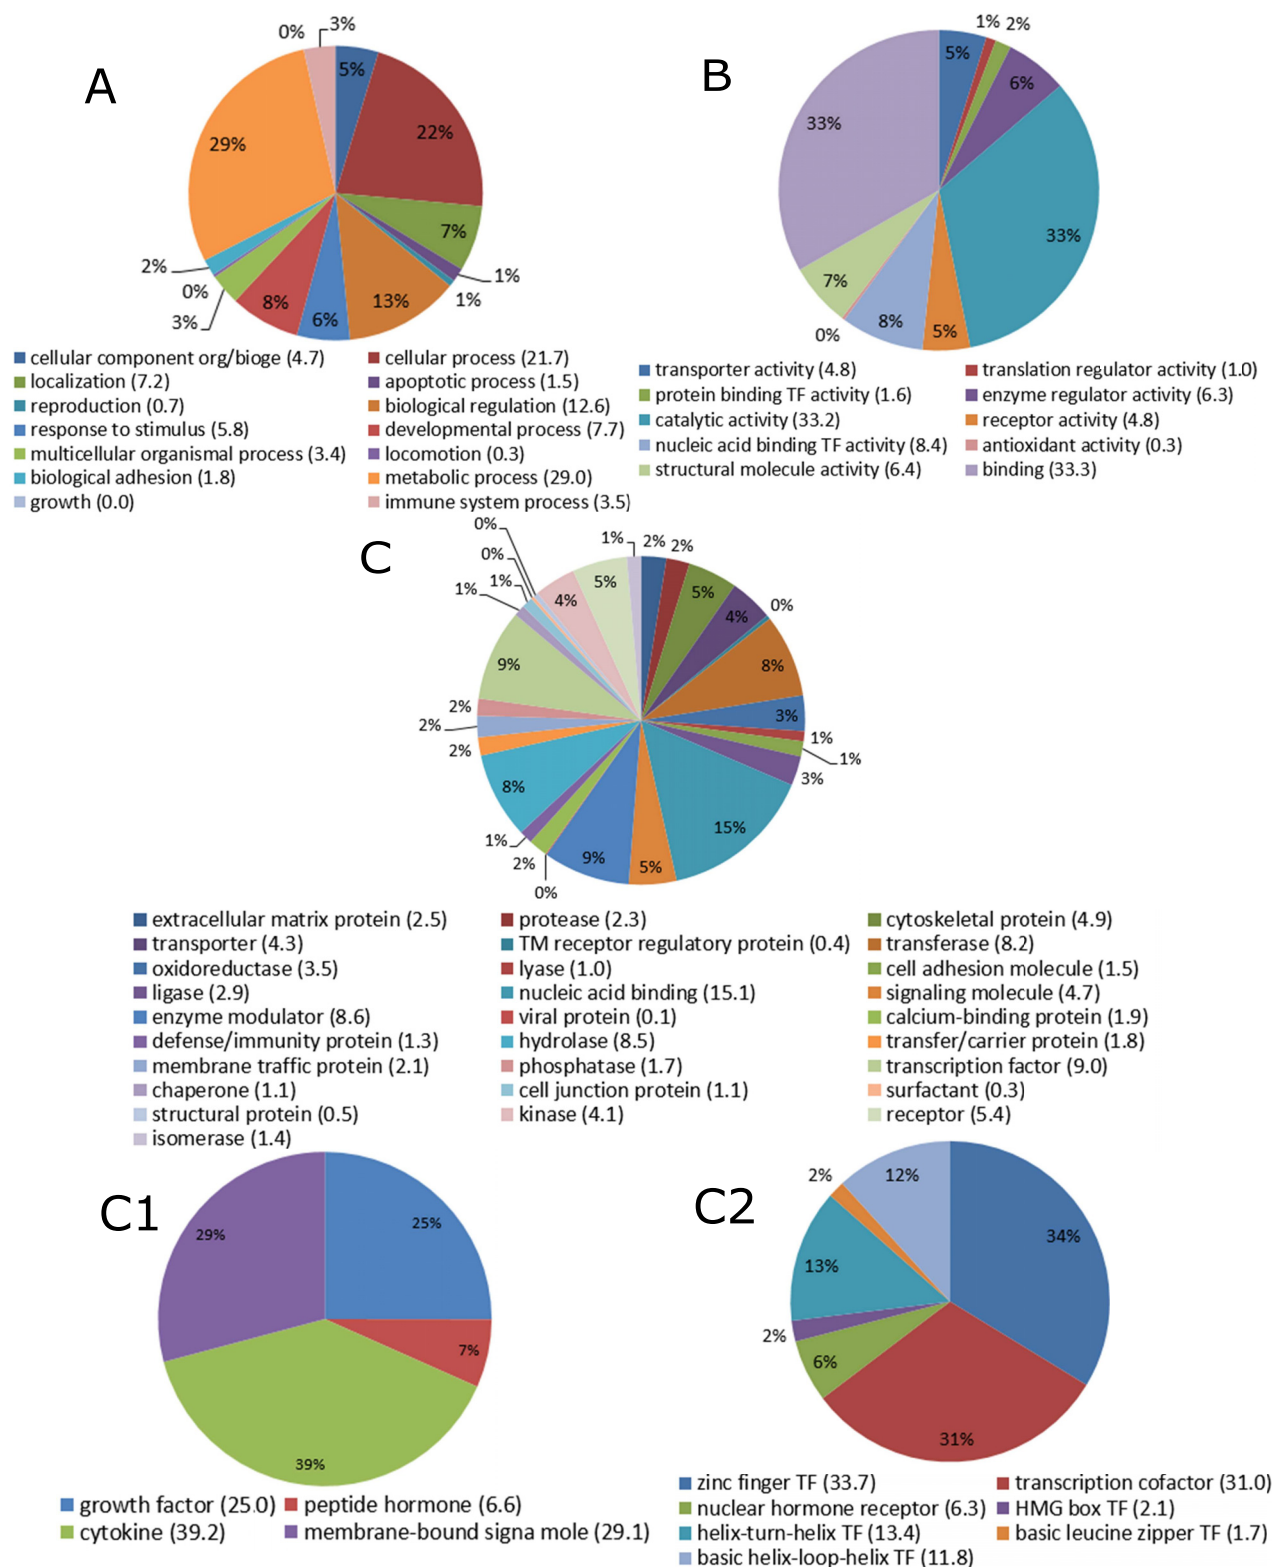 A
0%
3%
5%
22%
29%
7%
2%
1%
0%
1%
3%
8%
6%
13%
cellular component org/bioge (4.7)
cellular process (21.7)
localization (7.2)
apoptotic process (1.5)
reproduction (0.7)
biological regulation (12.6)
response to stimulus (5.8)
developmental process (7.7)
multicellular organismal process (3.4)
locomotion (0.3)
biological adhesion (1.8)
metabolic process (29.0)
growth (0.0)
immune system process (3.5)
B
1%
2%
5%
6%
33%
33%
7%
0%
8%
5%
transporter activity (4.8)
translation regulator activity (1.0)
protein binding TF activity (1.6)
enzyme regulator activity (6.3)
catalytic activity (33.2)
receptor activity (4.8)
nucleic acid binding TF activity (8.4)
antioxidant activity (0.3)
structural molecule activity (6.4)
binding (33.3)
C
0%
1%
2%
2%
0%
1%
5%
5%
1%
4%
4%
0%
9%
8%
2%
3%
2%
1%
2%
1%
8%
3%
15%
1%
2%
9%
5%
0%
extracellular matrix protein (2.5)
protease (2.3)
cytoskeletal protein (4.9)
transporter (4.3)
TM receptor regulatory protein (0.4)
transferase (8.2)
oxidoreductase (3.5)
lyase (1.0)
cell adhesion molecule (1.5)
ligase (2.9)
nucleic acid binding (15.1)
signaling molecule (4.7)
enzyme modulator (8.6)
viral protein (0.1)
calcium-binding protein (1.9)
defense/immunity protein (1.3)
hydrolase (8.5)
transfer/carrier protein (1.8)
membrane traffic protein (2.1)
phosphatase (1.7)
transcription factor (9.0)
chaperone (1.1)
cell junction protein (1.1)
surfactant (0.3)
structural protein (0.5)
kinase (4.1)
receptor (5.4)
isomerase (1.4)
C1
25%
29%
7%
39%
growth factor (25.0)
peptide hormone (6.6)
cytokine (39.2)
membrane-bound signa mole (29.1)
C2
2%
12%
34%
13%
2%
6%
31%
zinc finger TF (33.7)
transcription cofactor (31.0)
nuclear hormone receptor (6.3)
HMG box TF (2.1)
helix-turn-helix TF (13.4)
basic leucine zipper TF (1.7)
basic helix-loop-helix TF (11.8)